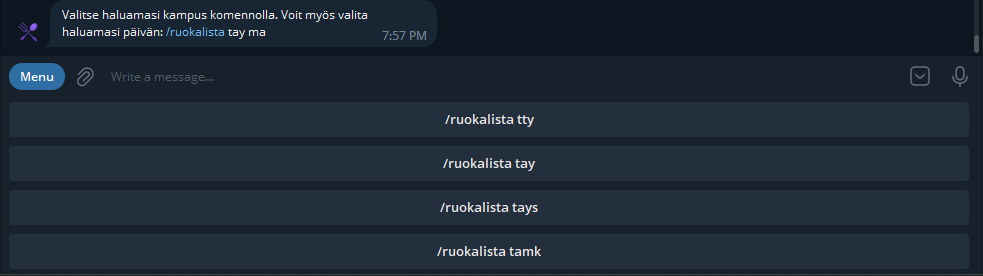 Valitse haluamasi kampus komennolla. Voit myös valita
haluamasi päivän: /ruokalista tay ma
7:57 PM
Menu
Write a message...
/ruokalista tty
/ruokalista tay
/ruokalista tays
/ruokalista tamk